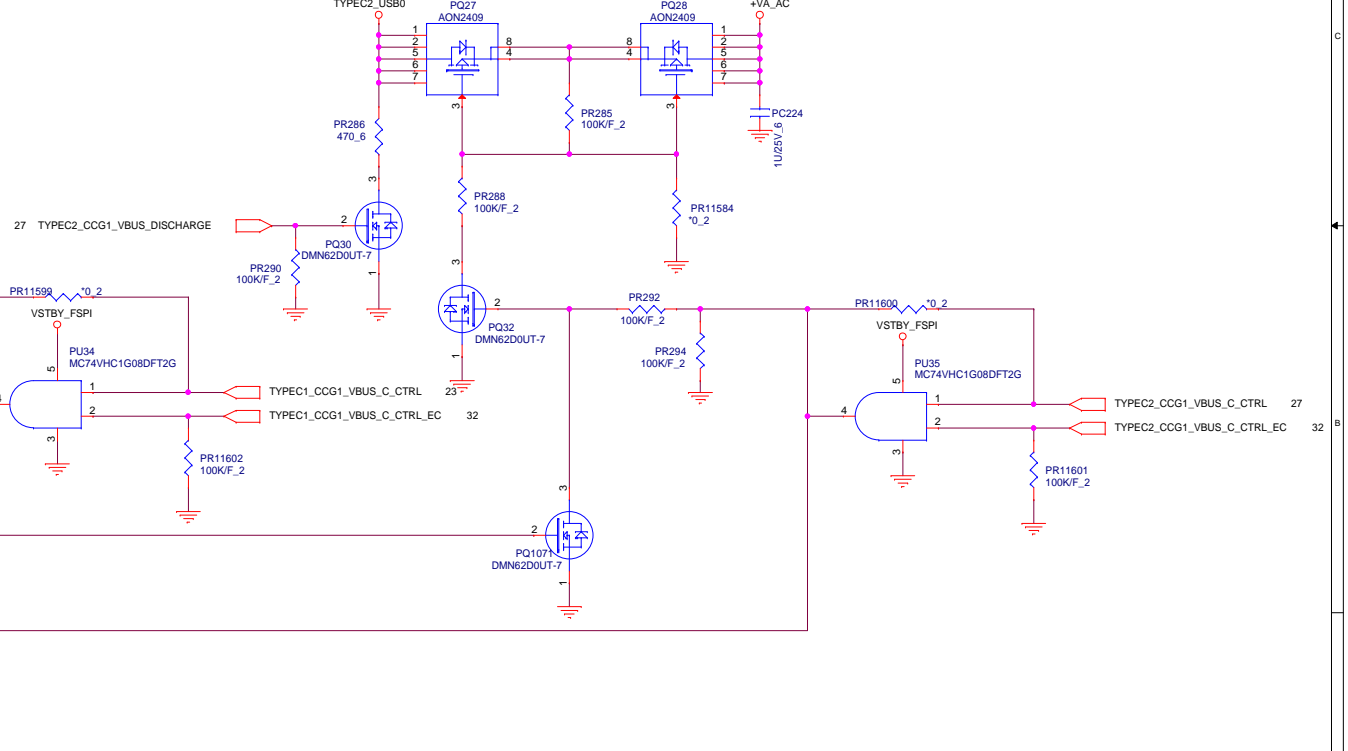 TYPEC2_USB0
PQ27
AON2409
PQ28
AON2409
+VA_AC
C
1
2
5
6
7
8
4
3
8
4
1
2
5
6
7
3
PR286
470_6
PR285
100K/F_2
PC224
1U/25V_6
3
PR288
100K/F_2
PR11584
*0_2
27 TYPEC2_CCG1_VBUS_DISCHARGE
2
PQ30
DMN62D0UT-7
1
PR290
100K/F_2
3
PR11599 *0_2
VSTBY_FSPI
2
PQ32
DMN62D0UT-7
1
PR292
100K/F_2
PR294
100K/F_2
PR11600 *0_2
VSTBY_FSPI
PU34
MC74VHC1G08DFT2G
5
1
2
3
TYPEC1_CCG1_VBUS_C_CTRL 23
TYPEC1_CCG1_VBUS_C_CTRL_EC 32
PU35
MC74VHC1G08DFT2G
5
4
1
2
3
TYPEC2_CCG1_VBUS_C_CTRL 27
TYPEC2_CCG1_VBUS_C_CTRL_EC 32
B
PR11602
100K/F_2
PR11601
100K/F_2
3
2
PQ1071
DMN62D0UT-7
1